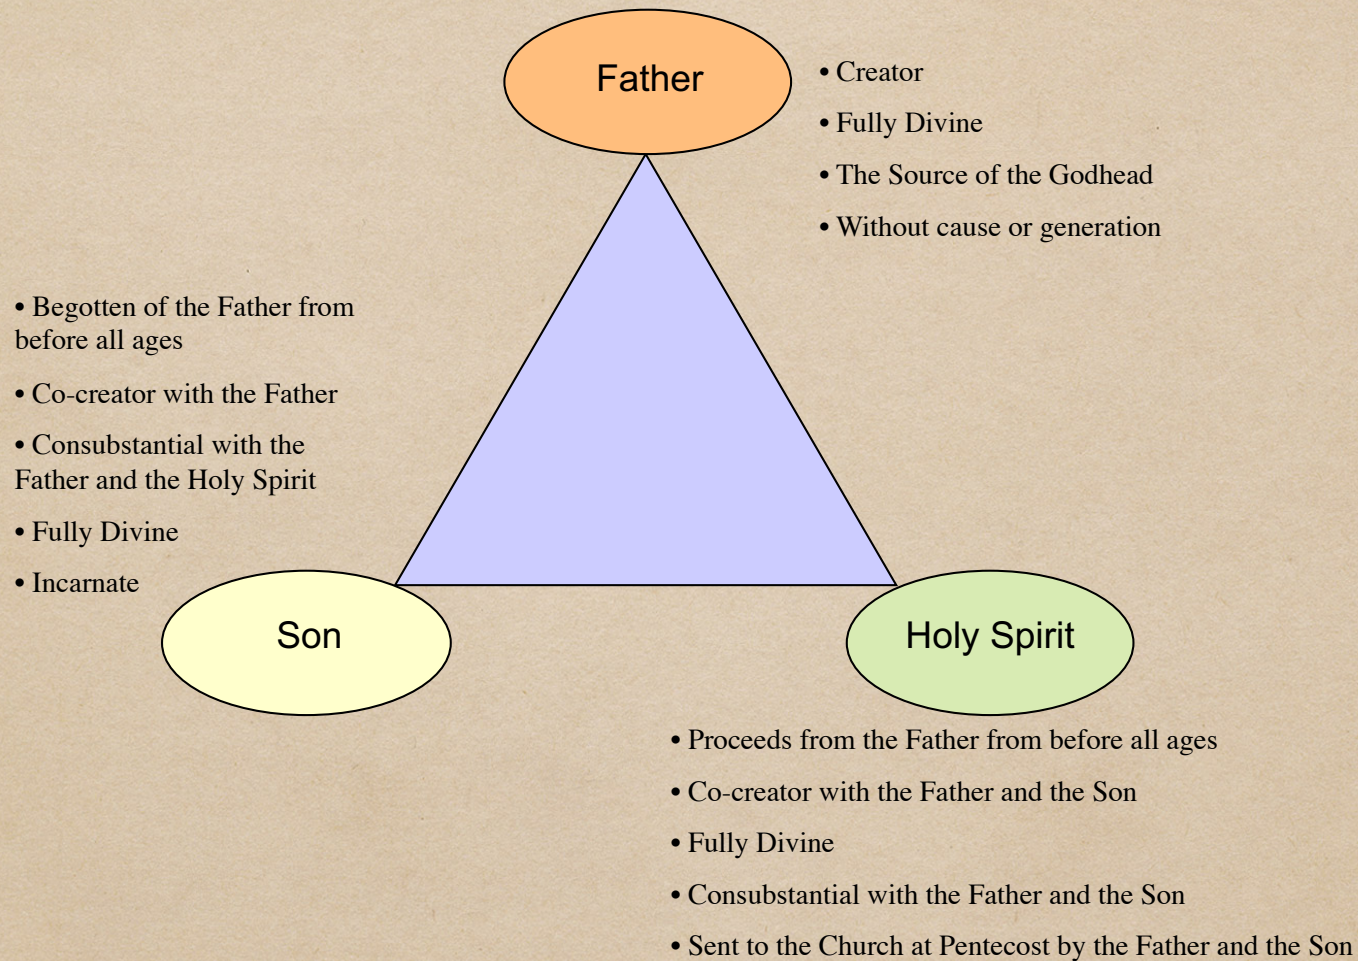 Father
• Creator
• Fully Divine
• The Source of the Godhead
• Without cause or generation
• Begotten of the Father from
before all ages
• Co-creator with the Father
• Consubstantial with the
Father and the Holy Spirit
• Fully Divine
• Incarnate
Son
Holy Spirit
• Proceeds from the Father from before all ages
• Co-creator with the Father and the Son
• Fully Divine
• Consubstantial with the Father and the Son
• Sent to the Church at Pentecost by the Father and the Son